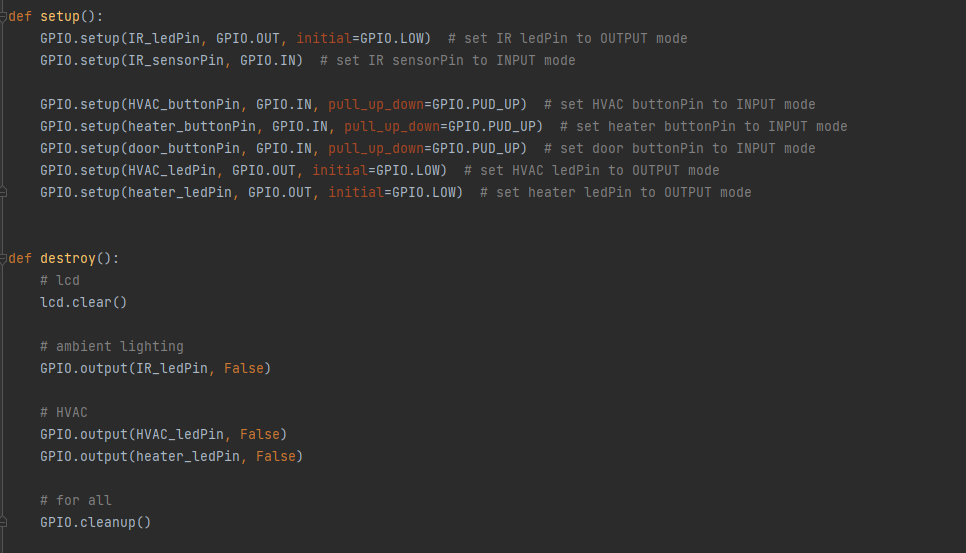 def setup():
    GPIO.setup(IR_ledPin, GPIO.OUT, initial=GPIO.LOW)  # set IR ledPin to OUTPUT mode
    GPIO.setup(IR_sensorPin, GPIO.IN)  # set IR sensorPin to INPUT mode
    GPIO.setup(HVAC_buttonPin, GPIO.IN, pull_up_down=GPIO.PUD_UP)  # set HVAC buttonPin to INPUT mode
    GPIO.setup(heater_buttonPin, GPIO.IN, pull_up_down=GPIO.PUD_UP)  # set heater buttonPin to INPUT mode
    GPIO.setup(door_buttonPin, GPIO.IN, pull_up_down=GPIO.PUD_UP)  # set door buttonPin to INPUT mode
    GPIO.setup(HVAC_ledPin, GPIO.OUT, initial=GPIO.LOW)  # set HVAC ledPin to OUTPUT mode
    GPIO.setup(heater_ledPin, GPIO.OUT, initial=GPIO.LOW)  # set heater ledPin to OUTPUT mode
def destroy():
    # lcd
    lcd.clear()
    # ambient lighting
    GPIO.output(IR_ledPin, False)
    # HVAC
    GPIO.output(HVAC_ledPin, False)
    GPIO.output(heater_ledPin, False)
    # for all
    GPIO.cleanup()